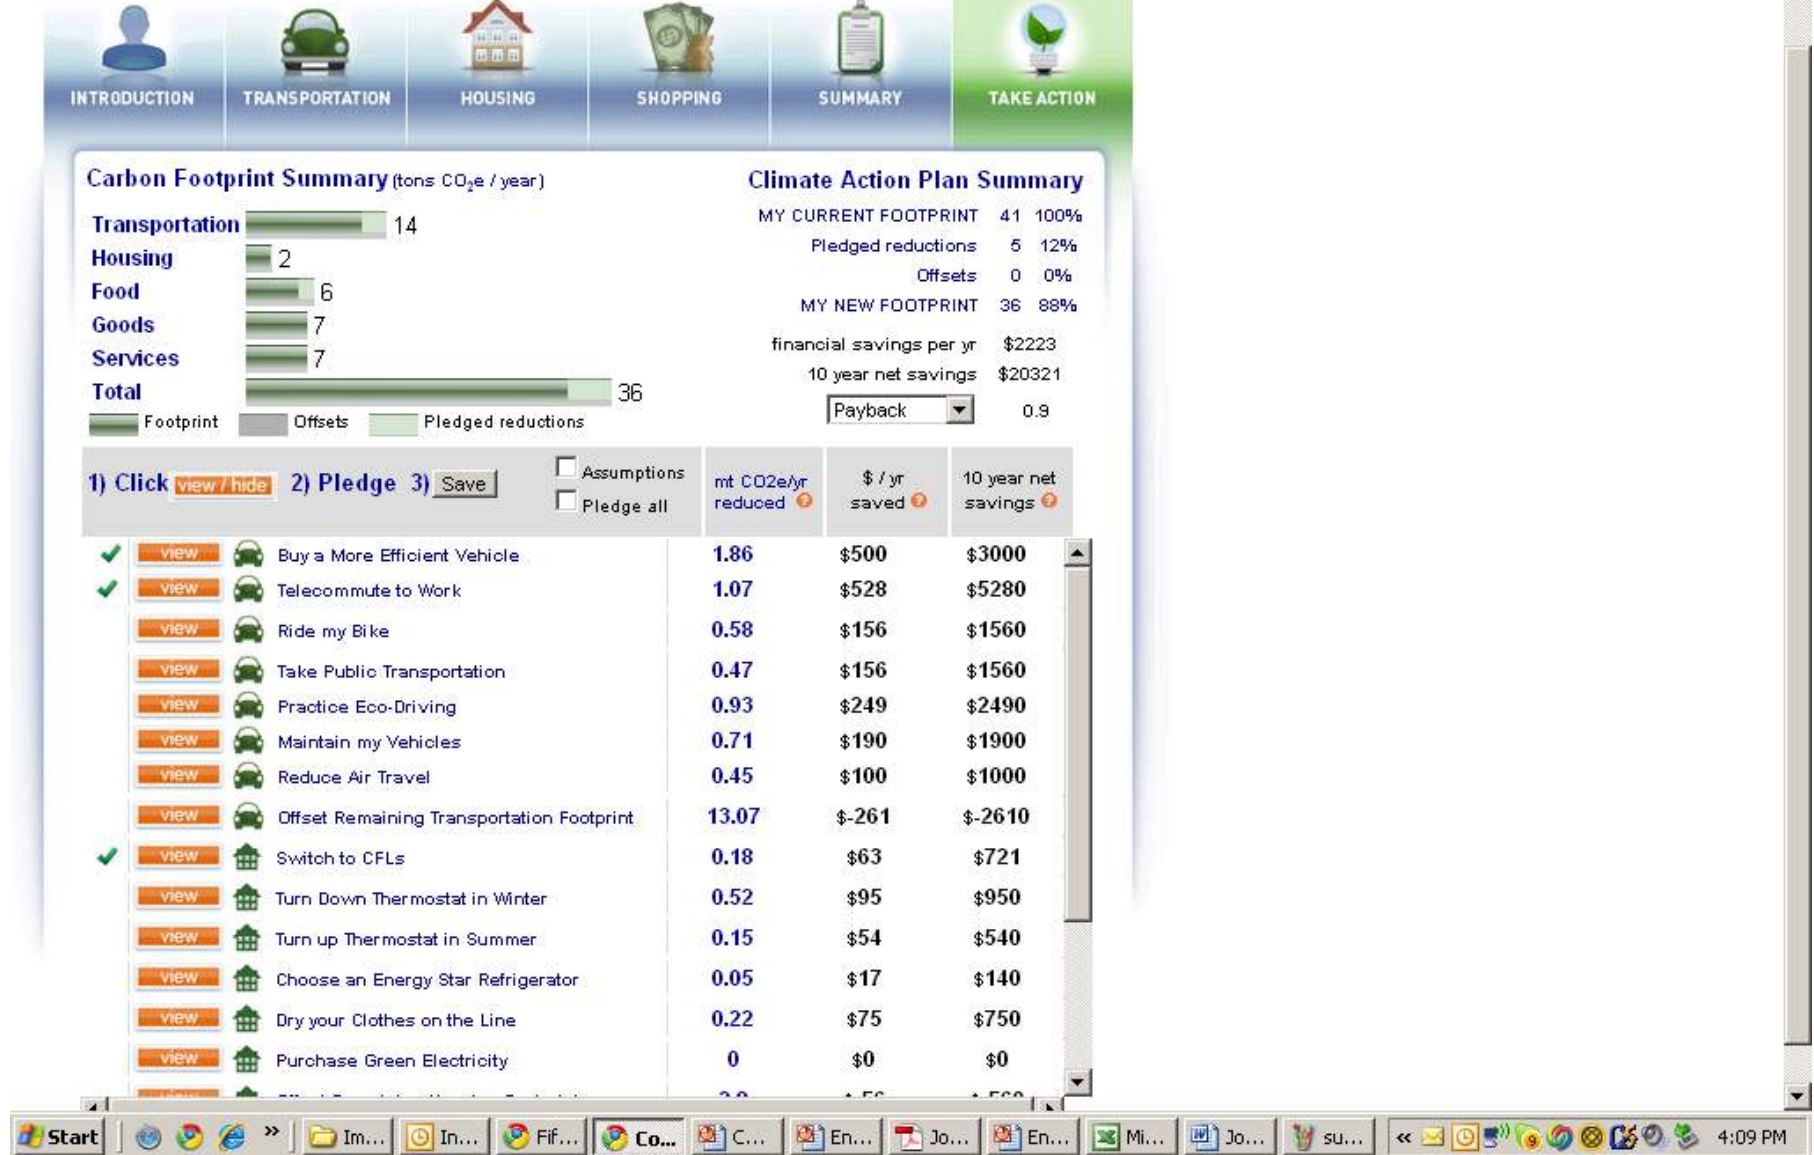 INTRODUCTION TRANSPORTATION HOUSING SHOPPING SUMMARY TAKE ACTION
Carbon Footprint Summary (tons CO₂e / year)
Transportation 14
Housing 2
Food 6
Goods 7
Services 7
Total 36
Footprint Offsets Pledged reductions
Climate Action Plan Summary
MY CURRENT FOOTPRINT 41 100%
Pledged reductions 5 12%
Offsets 0 0%
MY NEW FOOTPRINT 36 88%
financial savings per yr $2223
10 year net savings $20321
Payback 0.9
1) Click view / hide 2) Pledge 3) Save
Assumptions
Pledge all
mt CO2e/yr reduced ?
$ / yr saved ?
10 year net savings ?
view Buy a More Efficient Vehicle 1.86 $500 $3000
view Telecommute to Work 1.07 $528 $5280
view Ride my Bike 0.58 $156 $1560
view Take Public Transportation 0.47 $156 $1560
view Practice Eco-Driving 0.93 $249 $2490
view Maintain my Vehicles 0.71 $190 $1900
view Reduce Air Travel 0.45 $100 $1000
view Offset Remaining Transportation Footprint 13.07 $-261 $-2610
view Switch to CFLs 0.18 $63 $721
view Turn Down Thermostat in Winter 0.52 $95 $950
view Turn up Thermostat in Summer 0.15 $54 $540
view Choose an Energy Star Refrigerator 0.05 $17 $140
view Dry your Clothes on the Line 0.22 $75 $750
view Purchase Green Electricity 0 $0 $0
Start » Im... In... Fif... Co... C... En... Jo... En... Mi... Jo... su... « 4:09 PM